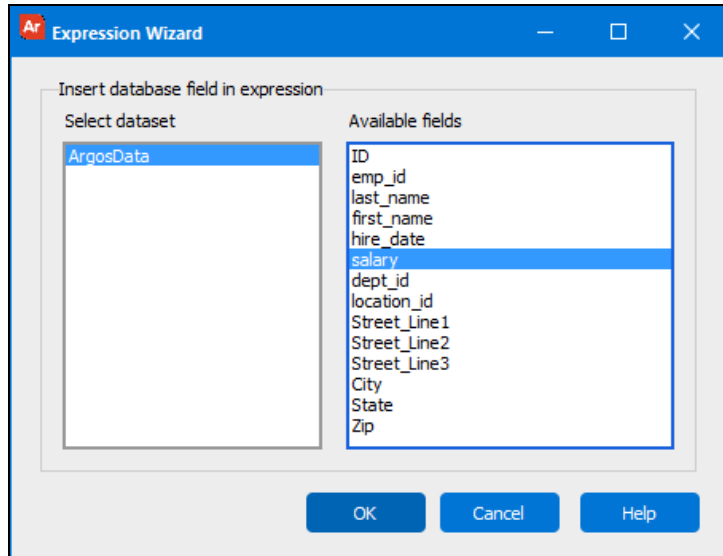 Ar Expression Wizard
Insert database field in expression
Select dataset
ArgosData
Available fields
ID
emp_id
last_name
first_name
hire_date
salary
dept_id
location_id
Street_Line1
Street_Line2
Street_Line3
City
State
Zip
OK Cancel Help